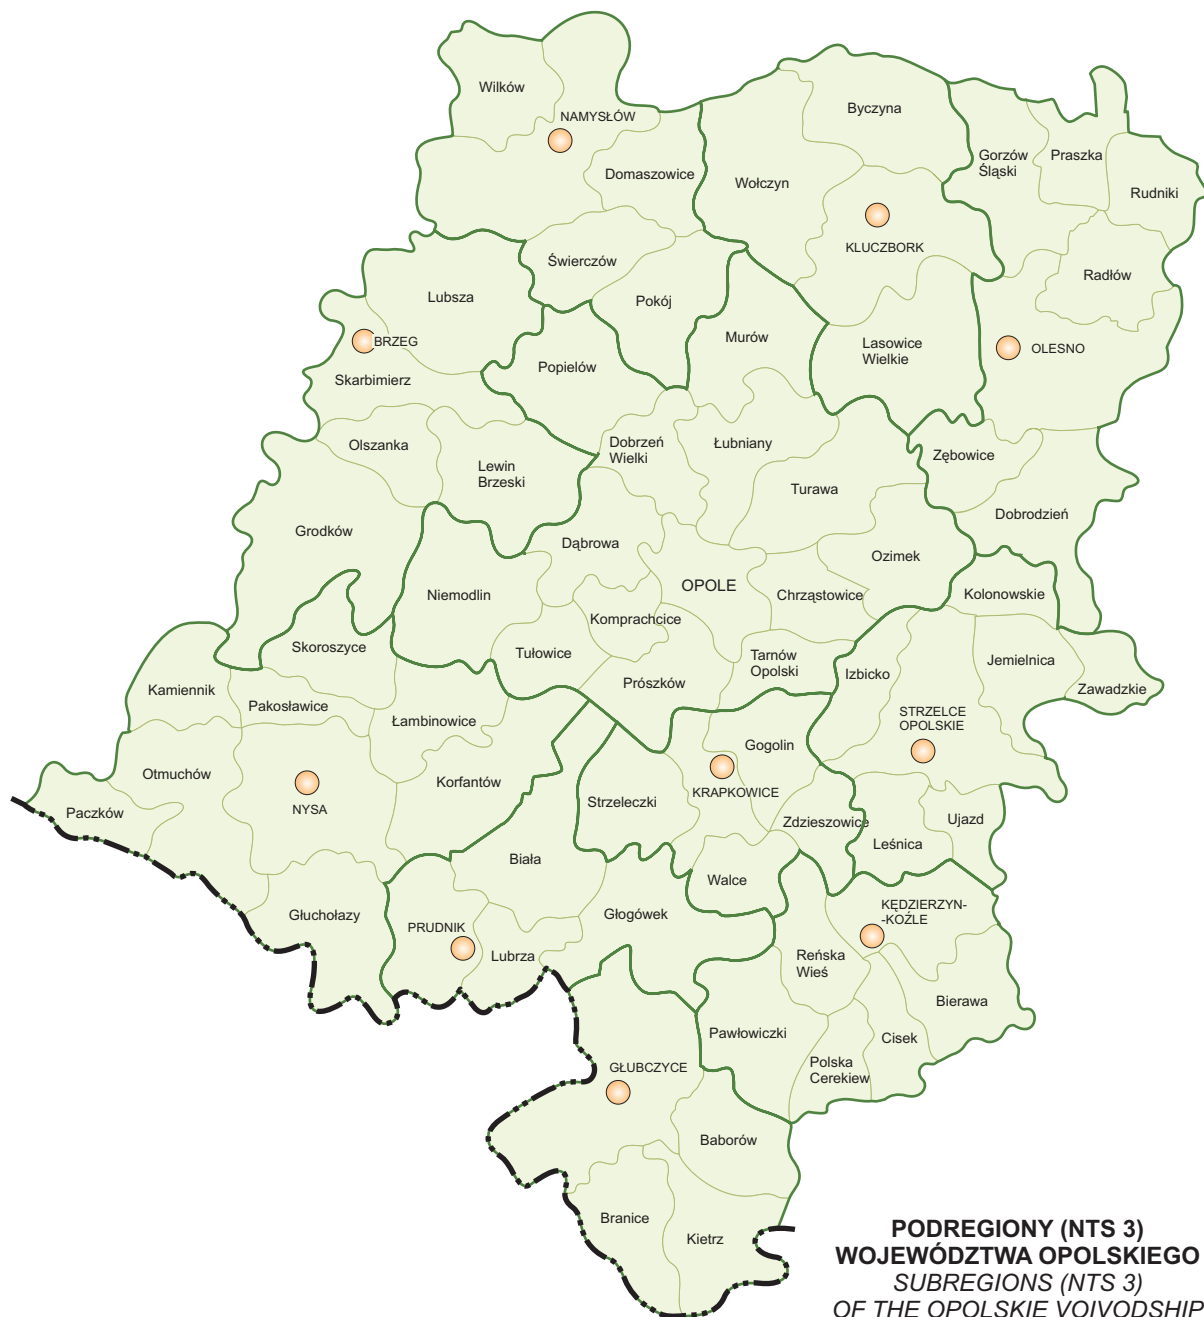 Wilków
NAMYSŁÓW
Domaszowice
Byczyna
Wołczyn
KLUCZBORK
Gorzów
Śląski
Praszka
Rudniki
Radłów
Świerczów
Lubsza
Pokój
BRZEG
Skarbimierz
Popielów
Murów
Lasowice
Wielkie
OLESNO
Olszanka
Lewin
Brzeski
Dobrzeń
Wielki
Łubniany
Turawa
Zębowice
Dobrodzień
Grodków
Dąbrowa
Niemodlin
OPOLE
Ozimek
Chrząstowice
Kolonowskie
Komprachcice
Skoroszyce
Tułowice
Prószków
Tarnów
Opolski
Izbicko
Jemielnica
Zawadzkie
Kamiennik
Pakosławice
Łambinowice
STRZELCE
OPOLSKIE
Gogolin
Otmuchów
NYSA
Korfantów
Strzeleczki
KRAPKOWICE
Paczków
Zdzieszowice
Ujazd
Leśnica
Biała
Walce
Głuchołazy
PRUDNIK
Głogówek
Lubrza
KĘDZIERZYN-
-KOŹLE
Reńska
Wieś
Bierawa
Pawłowiczki
Cisek
Polska
Cerekiew
GŁUBCZYCE
Baborów
Branice
Kietrz
PODREGIONY (NTS 3)
WOJEWÓDZTWA OPOLSKIEGO
SUBREGIONS (NTS 3)
OF THE OPOLSKIE VOIVODSHIP